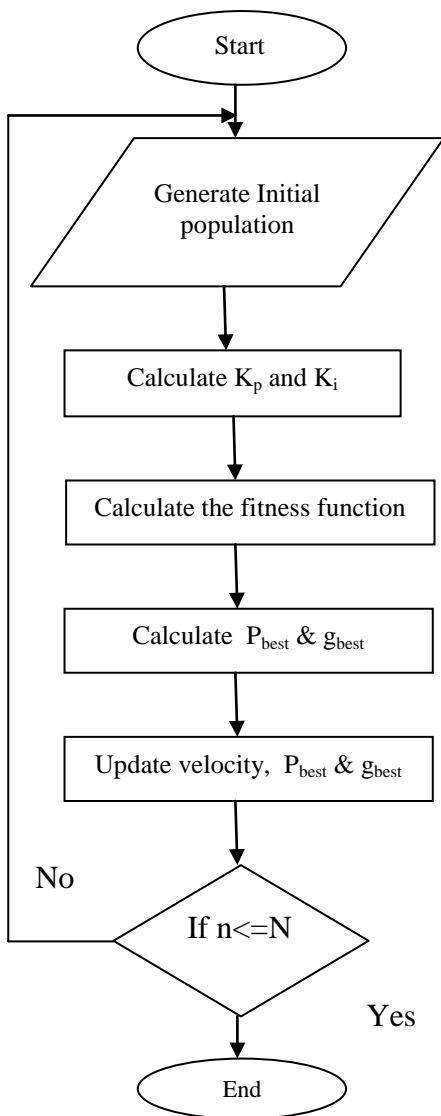 Start
Generate Initial
population
Calculate Kp and Ki
Calculate the fitness function
Calculate Pbest & gbest
Update velocity, Pbest & gbest
No
If n<=N
Yes
End